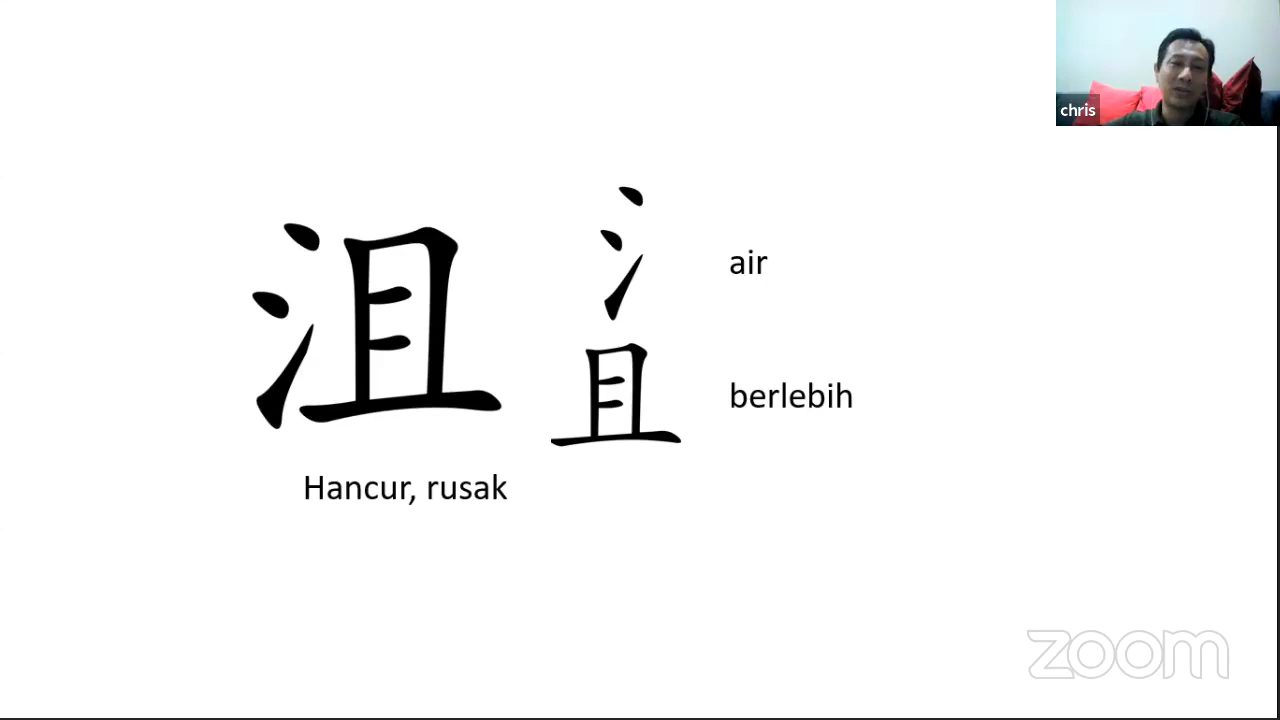 chris
沮
氵 air
且 berlebih
Hancur, rusak
zoom